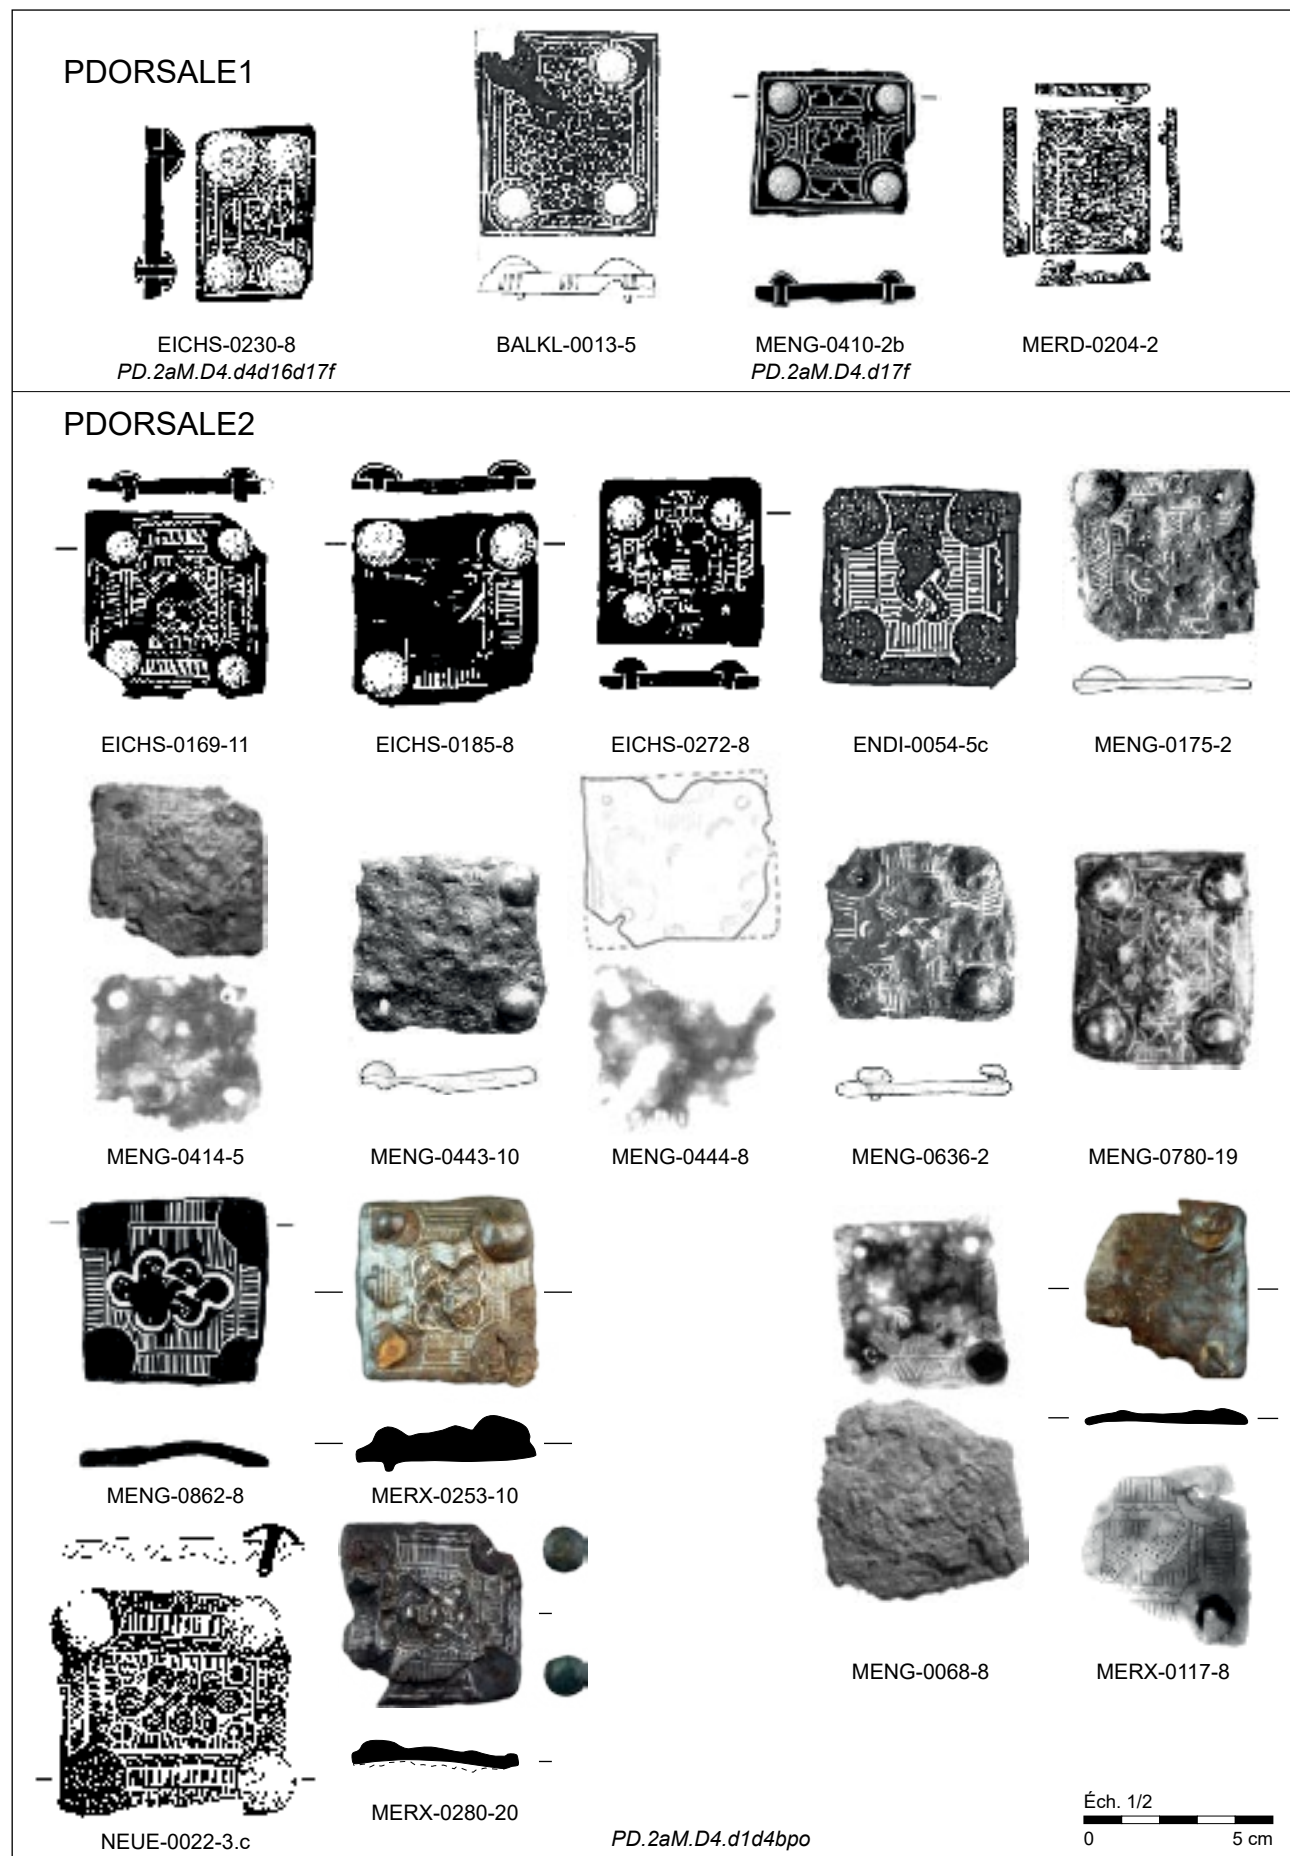 PDORSALE1
EICHS-0230-8
PD.2aM.D4.d4d16d17f
BALKL-0013-5
MENG-0410-2b
PD.2aM.D4.d17f
MERD-0204-2
PDORSALE2
EICHS-0169-11
EICHS-0185-8
EICHS-0272-8
ENDI-0054-5c
MENG-0175-2
MENG-0414-5
MENG-0443-10
MENG-0444-8
MENG-0636-2
MENG-0780-19
MENG-0862-8
MERX-0253-10
MENG-0068-8
MERX-0117-8
NEUE-0022-3.c
MERX-0280-20
PD.2aM.D4.d1d4bpo
Éch. 1/2
0 5 cm